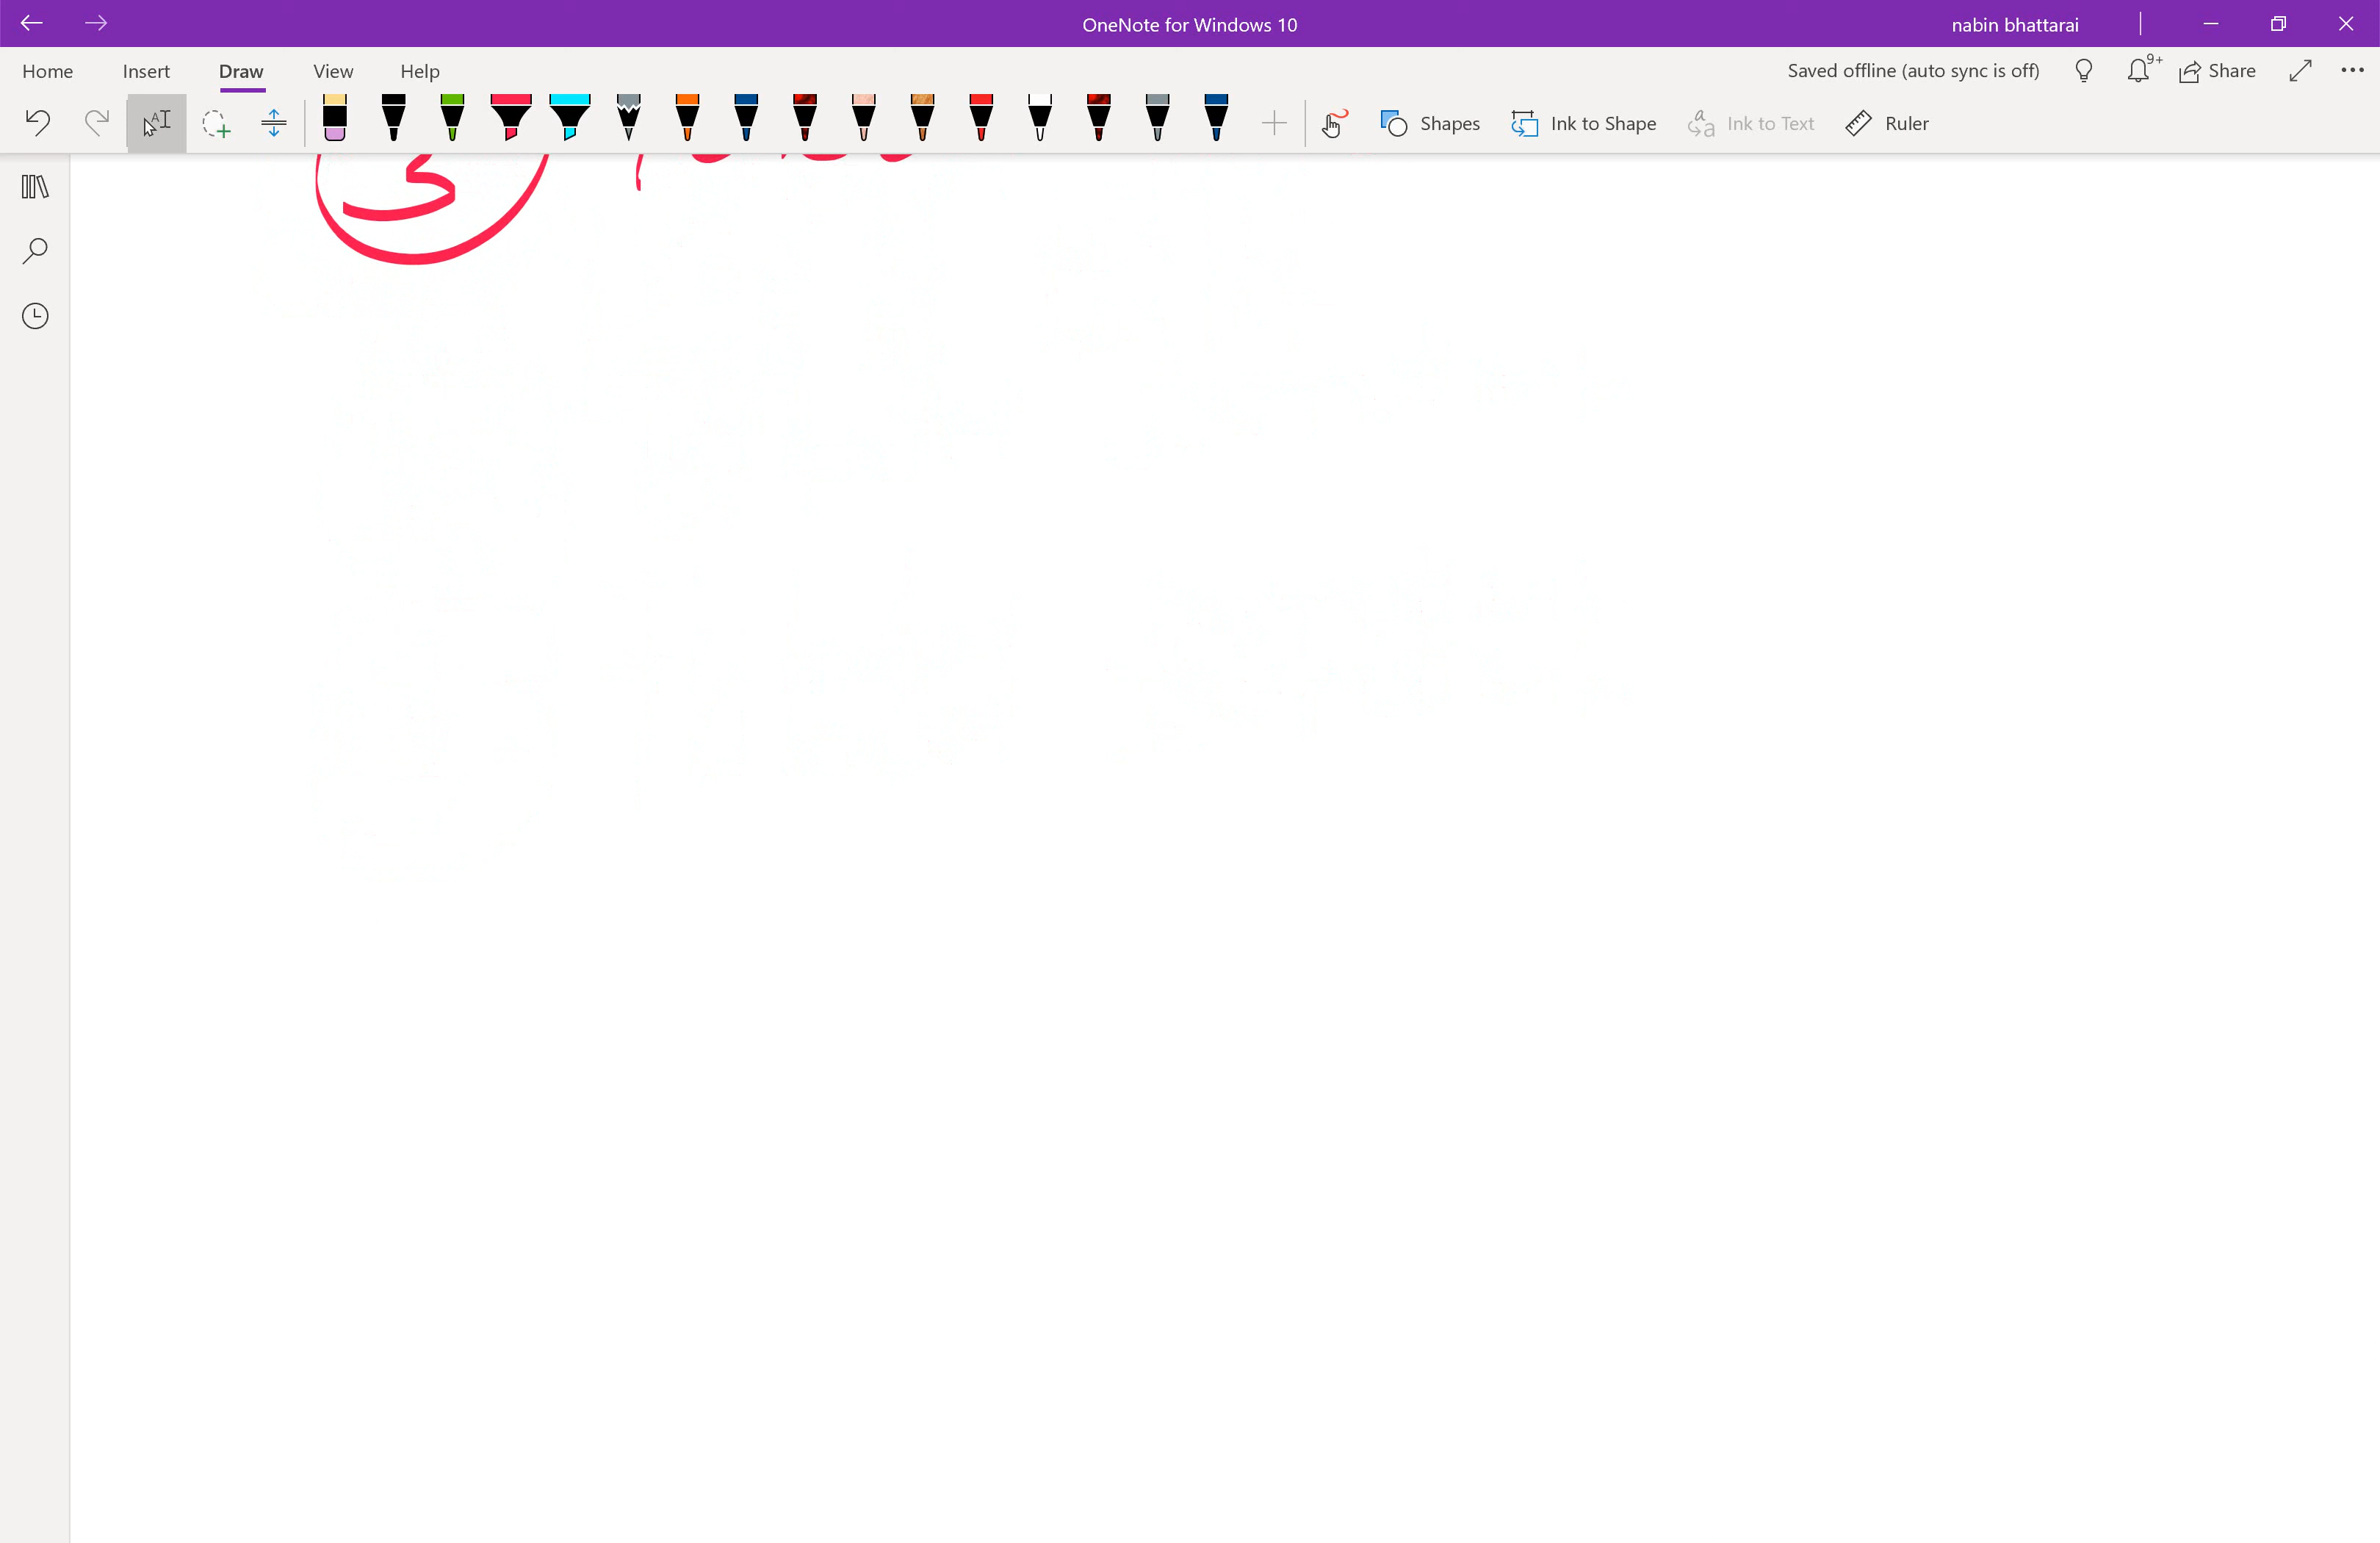 OneNote for Windows 10
nabin bhattarai
Home Insert Draw View Help
Saved offline (auto sync is off)
9+
Share
Shapes
Ink to Shape
Ink to Text
Ruler